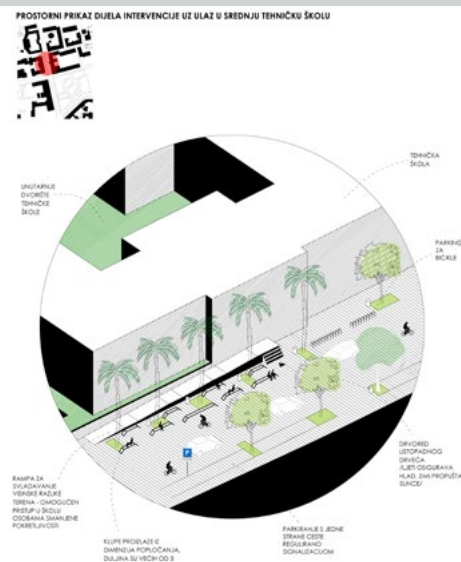 PROSTORNI PRIKAZ DIJELA INTERVENCIJE UZ ULAZ U SREDNJU TEHNIČKU ŠKOLU
TEHNIČKA
ŠKOLA
UNUTARNJE
DVORIŠTE
TEHNIČKE
ŠKOLE
PARKING
ZA
BICIKLE
P
RAMPA ZA
SVLADAVANJE
VISINSKE RAZLIKE
TERENA - OMOGUĆEN
PRISTUP U ŠKOLU
OSOBAMA SMANJENE
POKRETLJIVOSTI
KLUPE PROIZLAZE IZ
DIMENZIJA POPLOČANJA,
DULJINA SU VEĆIH OD 3
PARKIRANJE S JEDNE
STRANE CESTE
REGULIRANO
SIGNALIZACIJOM
DRVORED
LISTOPADNOG
DRVEĆA
/LJETI OSIGURAVA
HLAD, ZIMI PROPUŠTA
SUNCE/